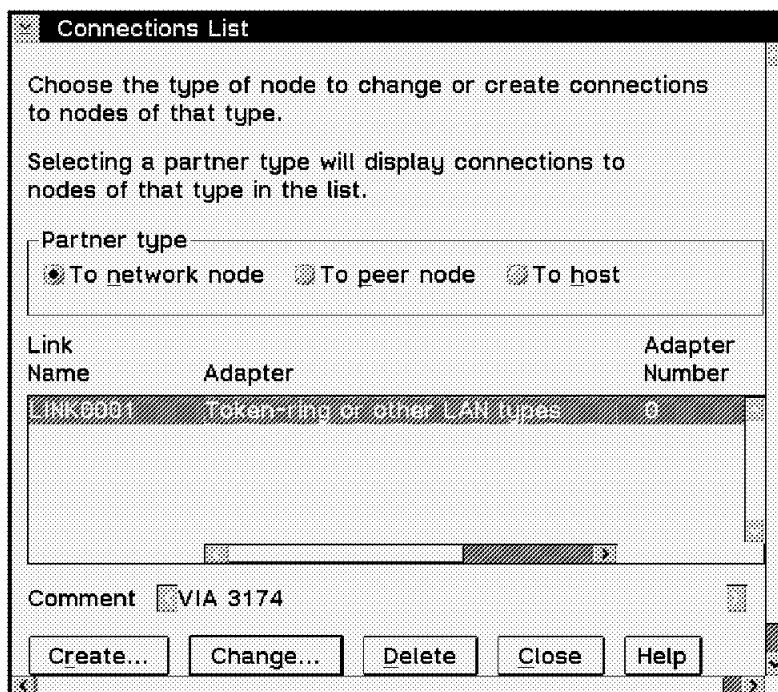 Connections List
Choose the type of node to change or create connections
to nodes of that type.
Selecting a partner type will display connections to
nodes of that type in the list.
Partner type
To network node To peer node To host
Link Adapter
Name Adapter Number
LINK0001 Token-ring or other LAN types 0
Comment VIA 3174
Create... Change... Delete Close Help